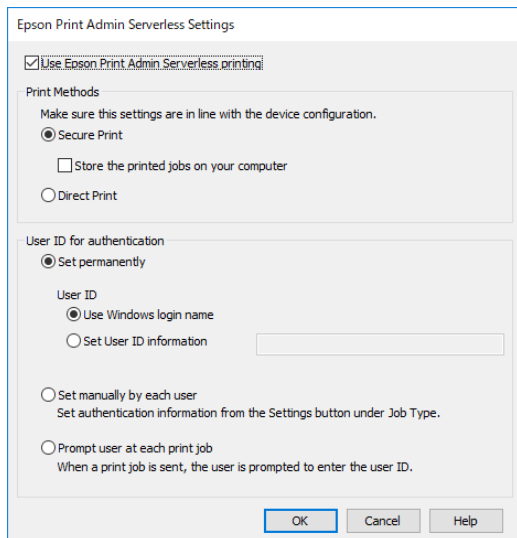 Epson Print Admin Serverless Settings
Use Epson Print Admin Serverless printing
Print Methods
Make sure this settings are in line with the device configuration.
Secure Print
Store the printed jobs on your computer
Direct Print
User ID for authentication
Set permanently
User ID
Use Windows login name
Set User ID information
Set manually by each user
Set authentication information from the Settings button under Job Type.
Prompt user at each print job
When a print job is sent, the user is prompted to enter the user ID.
OK Cancel Help